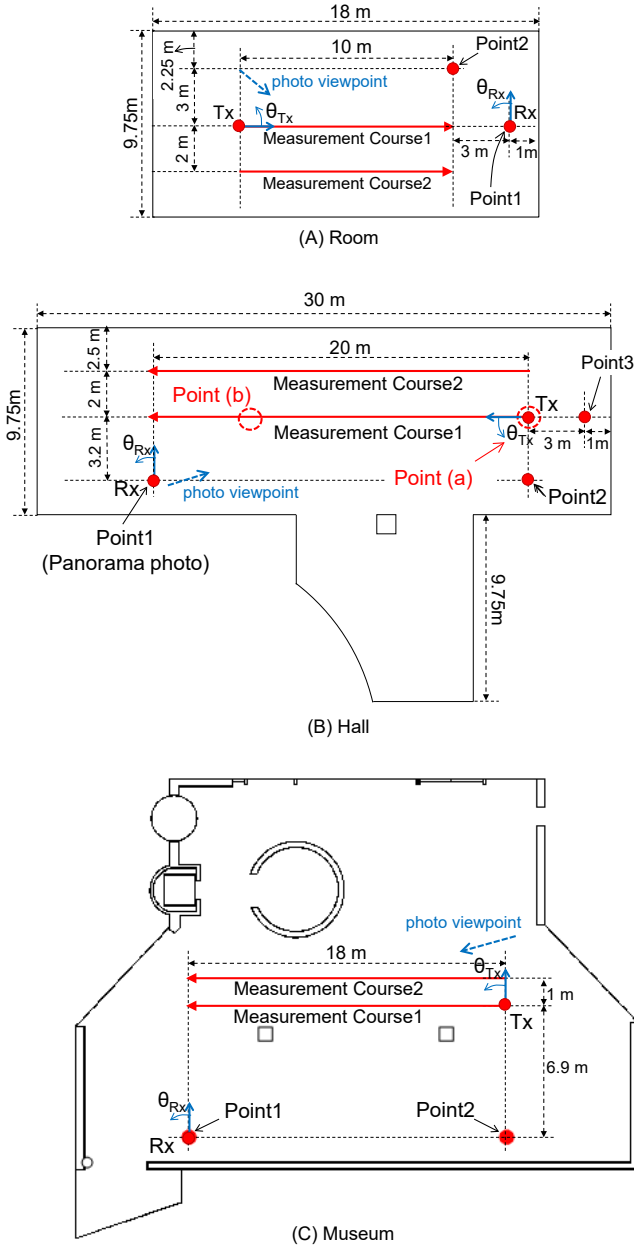 18 m
10 m
Point2
2.25 m
photo viewpoint
3 m
θRx
Tx
θTx
Rx
9.75m
Measurement Course1
2 m
3 m
1m
Measurement Course2
Point1
(A) Room
30 m
2.5 m
20 m
Point3
Measurement Course2
2 m
Point (b)
Tx
9.75m
Measurement Course1
θTx
3 m
1m
3.2 m
θRx
Point (a)
Rx
photo viewpoint
Point2
Point1
(Panorama photo)
9.75m
(B) Hall
photo viewpoint
18 m
θTx
Measurement Course2
1 m
Measurement Course1
Tx
6.9 m
θRx
Point1
Point2
Rx
(C) Museum